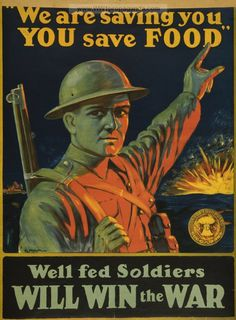 "We are saving you
YOU save FOOD"
Well fed Soldiers
WILL WIN the WAR